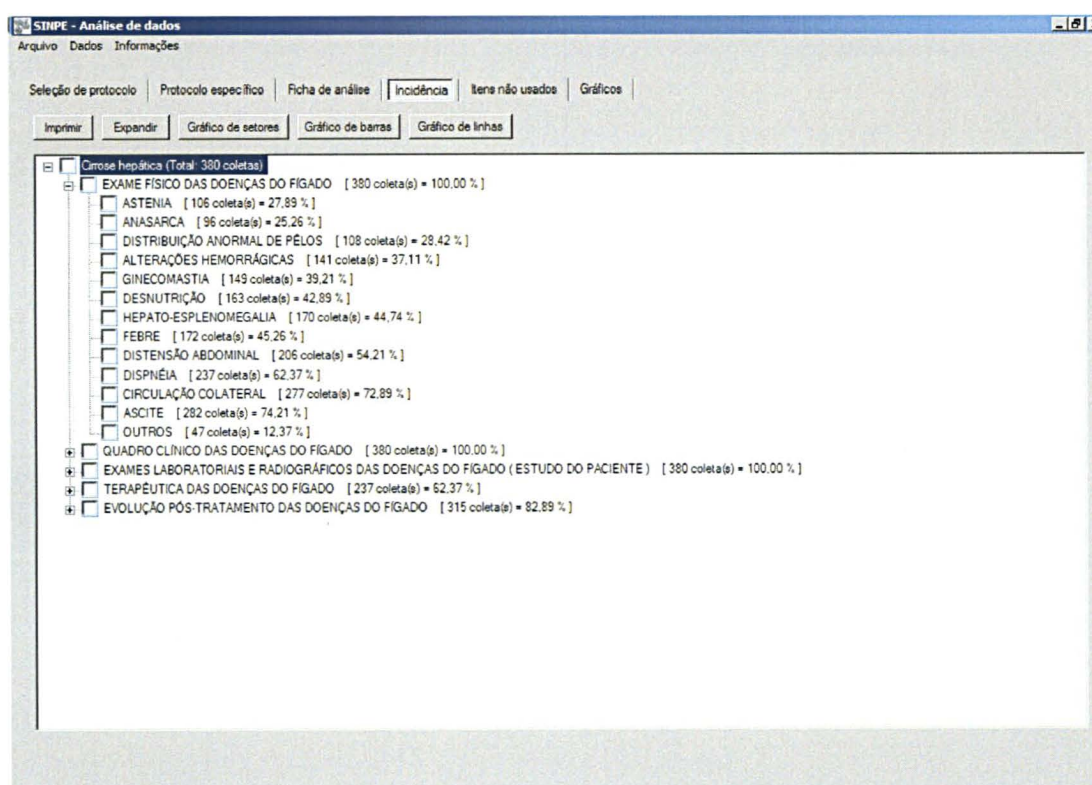 SINPE - Análise de dados
Arquivo Dados Informações
Seleção de protocolo Protocolo específico Ficha de análise Incidência Itens não usados Gráficos
Imprimir Expandir Gráfico de setores Gráfico de barras Gráfico de linhas
Cirrose hepática (Total: 380 coletas)
EXAME FÍSICO DAS DOENÇAS DO FÍGADO [ 380 coleta(s) = 100,00 % ]
ASTENIA [ 106 coleta(s) = 27,89 % ]
ANASARCA [ 96 coleta(s) = 25,26 % ]
DISTRIBUIÇÃO ANORMAL DE PÊLOS [ 108 coleta(s) = 28,42 % ]
ALTERAÇÕES HEMORRÁGICAS [ 141 coleta(s) = 37,11 % ]
GINECOMASTIA [ 149 coleta(s) = 39,21 % ]
DESNUTRIÇÃO [ 163 coleta(s) = 42,89 % ]
HEPATO-ESPLENOMEGALIA [ 170 coleta(s) = 44,74 % ]
FEBRE [ 172 coleta(s) = 45,26 % ]
DISTENSÃO ABDOMINAL [ 206 coleta(s) = 54,21 % ]
DISPNÉIA [ 237 coleta(s) = 62,37 % ]
CIRCULAÇÃO COLATERAL [ 277 coleta(s) = 72,89 % ]
ASCITE [ 282 coleta(s) = 74,21 % ]
OUTROS [ 47 coleta(s) = 12,37 % ]
QUADRO CLÍNICO DAS DOENÇAS DO FÍGADO [ 380 coleta(s) = 100,00 % ]
EXAMES LABORATORIAIS E RADIOGRÁFICOS DAS DOENÇAS DO FÍGADO ( ESTUDO DO PACIENTE ) [ 380 coleta(s) = 100,00 % ]
TERAPÊUTICA DAS DOENÇAS DO FÍGADO [ 237 coleta(s) = 62,37 % ]
EVOLUÇÃO PÓS-TRATAMENTO DAS DOENÇAS DO FÍGADO [ 315 coleta(s) = 82,89 % ]